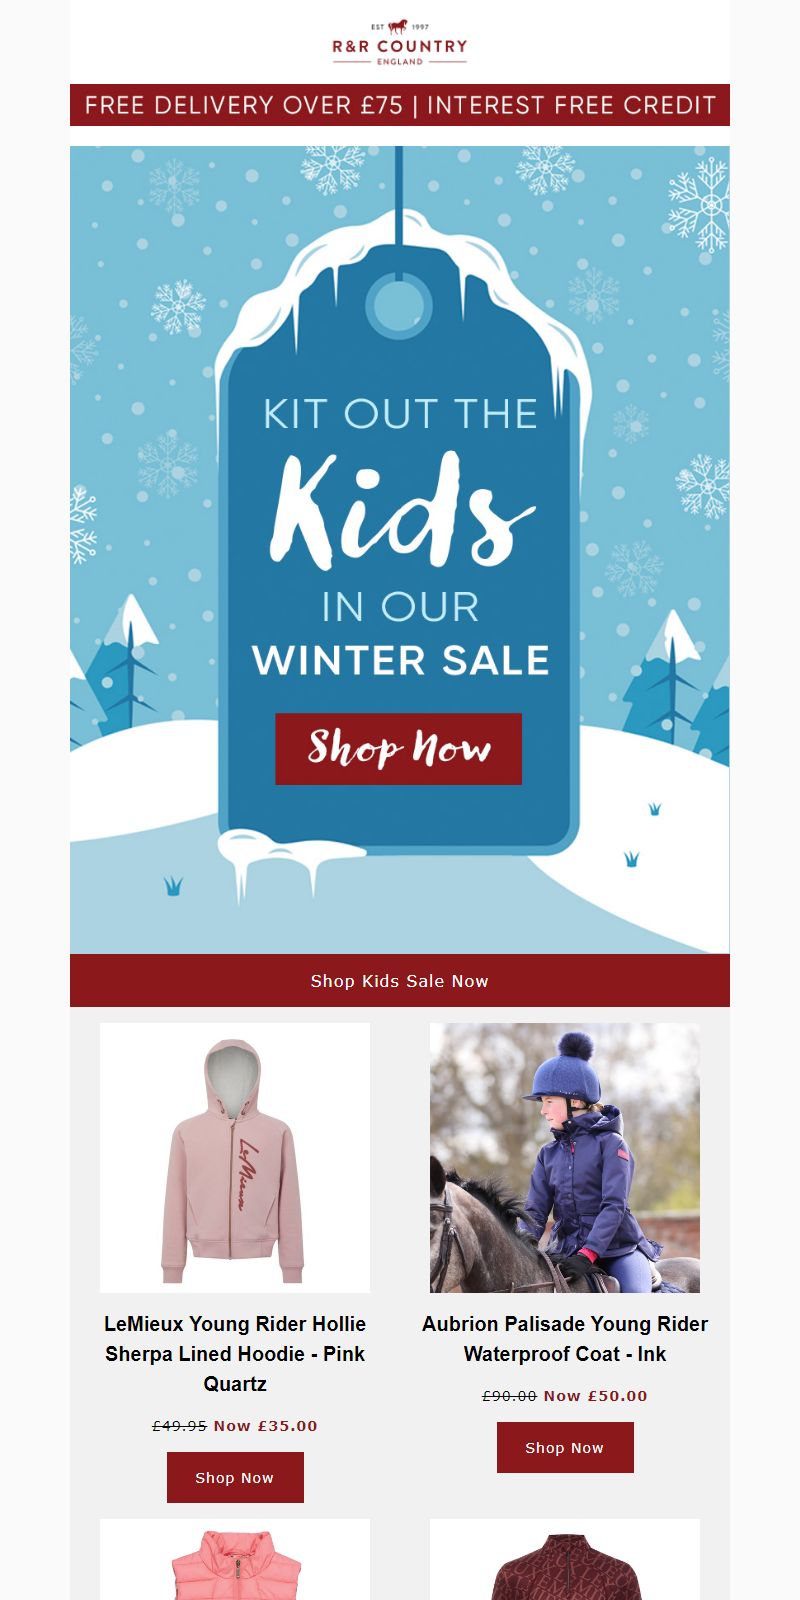 EST 1997
R&R COUNTRY
ENGLAND
FREE DELIVERY OVER £75 | INTEREST FREE CREDIT
KIT OUT THE
Kids
IN OUR
WINTER SALE
Shop Now
Shop Kids Sale Now
LeMieux
LeMieux Young Rider Hollie
Sherpa Lined Hoodie - Pink
Quartz
£49.95 Now £35.00
Shop Now
Aubrion Palisade Young Rider
Waterproof Coat - Ink
£90.00 Now £50.00
Shop Now